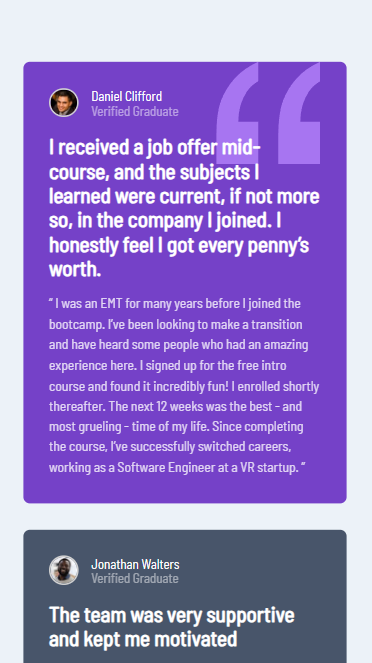 Daniel Clifford
Verified Graduate
I received a job offer mid-
course, and the subjects I
learned were current, if not more
so, in the company I joined. I
honestly feel I got every penny’s
worth.
“ I was an EMT for many years before I joined the
bootcamp. I’ve been looking to make a transition
and have heard some people who had an amazing
experience here. I signed up for the free intro
course and found it incredibly fun! I enrolled shortly
thereafter. The next 12 weeks was the best - and
most grueling - time of my life. Since completing
the course, I’ve successfully switched careers,
working as a Software Engineer at a VR startup. ”
Jonathan Walters
Verified Graduate
The team was very supportive
and kept me motivated